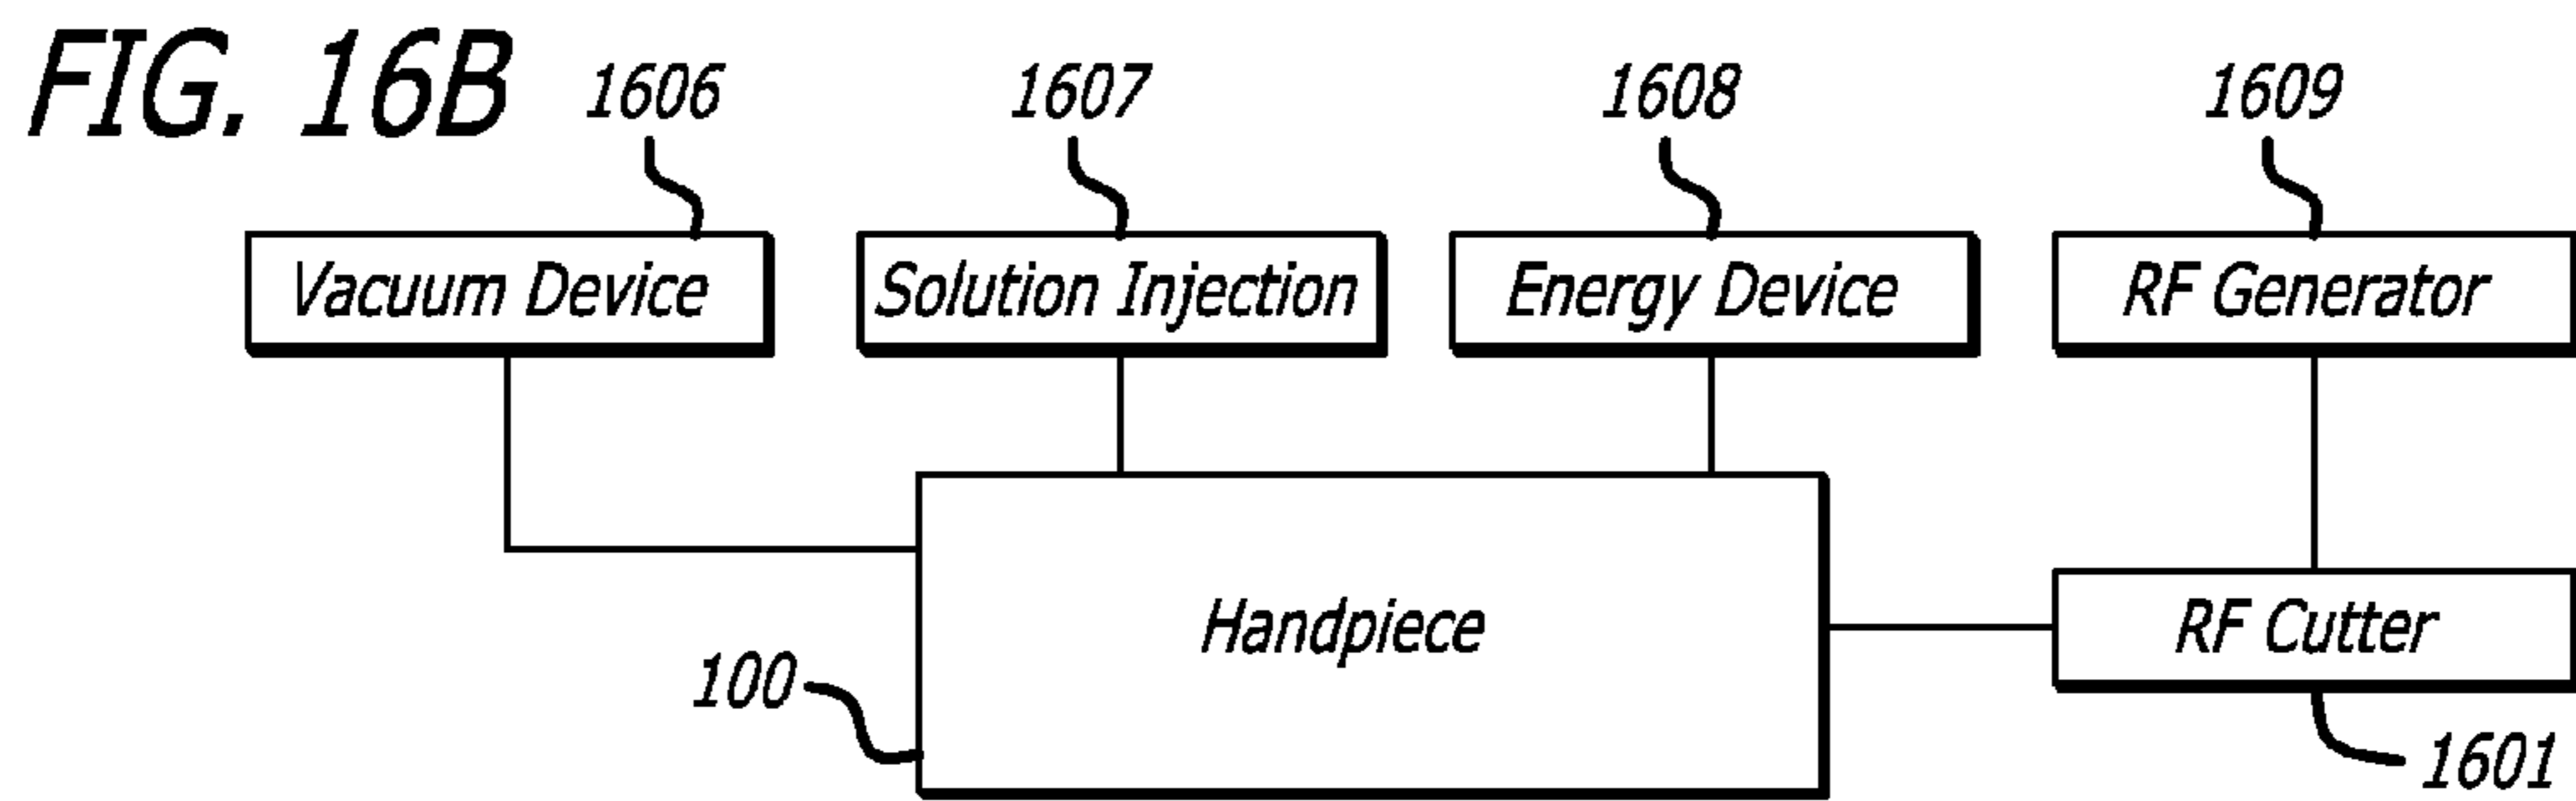 FIG. 16B
1606
1607
1608
1609
Vacuum Device
Solution Injection
Energy Device
RF Generator
Handpiece
RF Cutter
100
1601